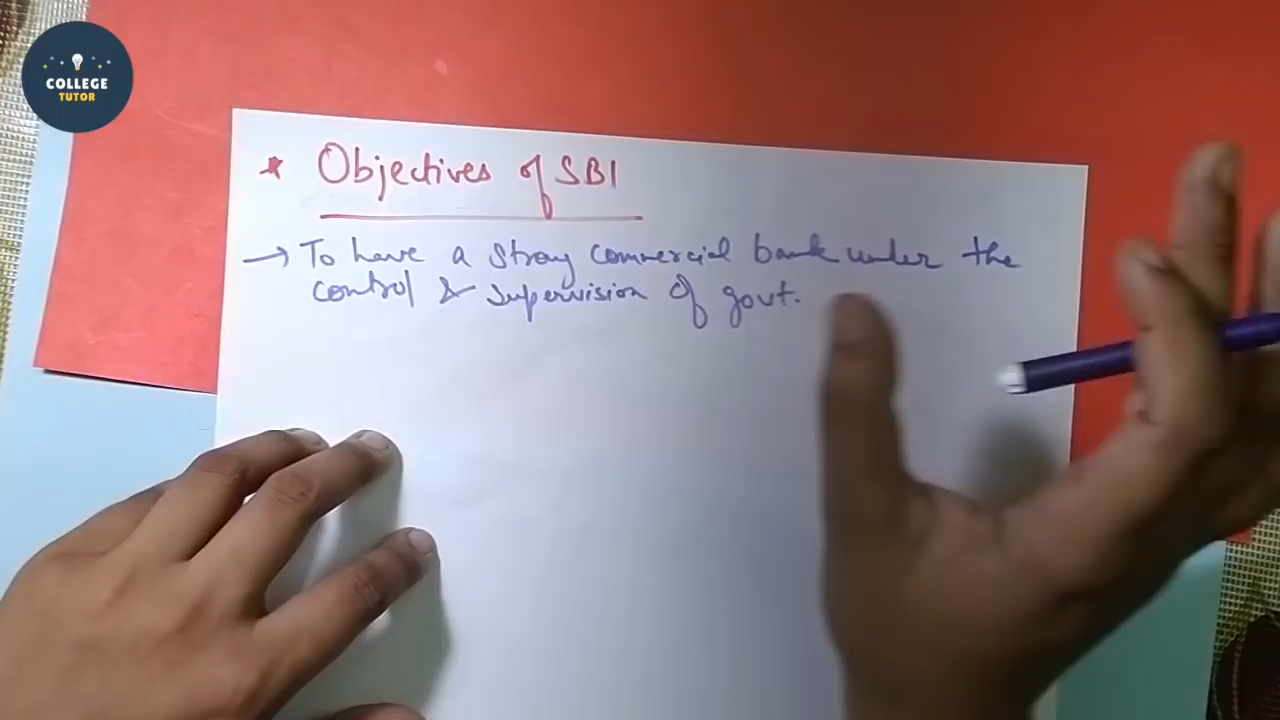 COLLEGE
TUTOR
* Objectives of SBI
→ To have a strong commercial bank under the
control & supervision of govt.